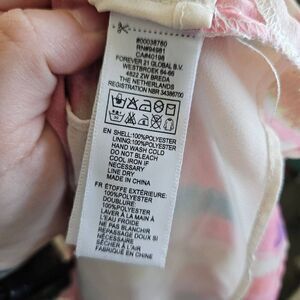 #00038760
RN#94981
CA#40198
FOREVER 21 GLOBAL B.V.
WESTBROEK 64-66
4822 ZW BREDA
THE NETHERLANDS
REGISTRATION NBR 34386700
EN SHELL:100%POLYESTER
LINING:100%POLYESTER
HAND WASH COLD
DO NOT BLEACH
COOL IRON IF
NECESSARY
LINE DRY
MADE IN CHINA
FR ÉTOFFE EXTÉRIEURE:
100%POLYESTER
DOUBLURE:
100%POLYESTER
LAVER À LA MAIN À
L'EAU FROIDE
NE PAS BLANCHIR
REPASSAGE DOUX SI
NÉCESSAIRE
SÉCHER À L'AIR
FABRIQUÉ EN CHINE